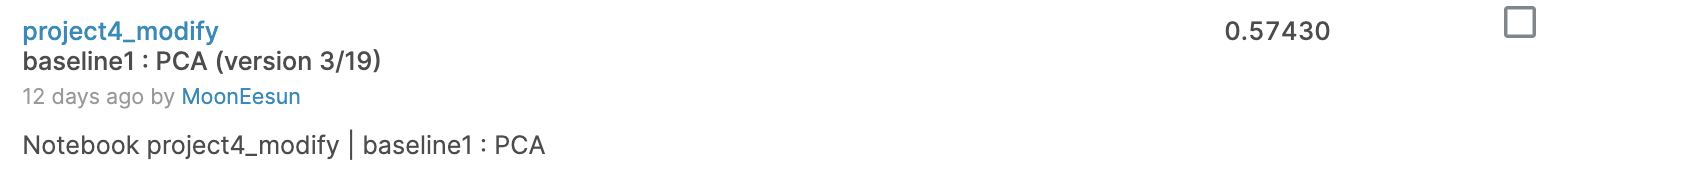 project4_modify 0.57430
baseline1 : PCA (version 3/19)
12 days ago by MoonEesun
Notebook project4_modify | baseline1 : PCA